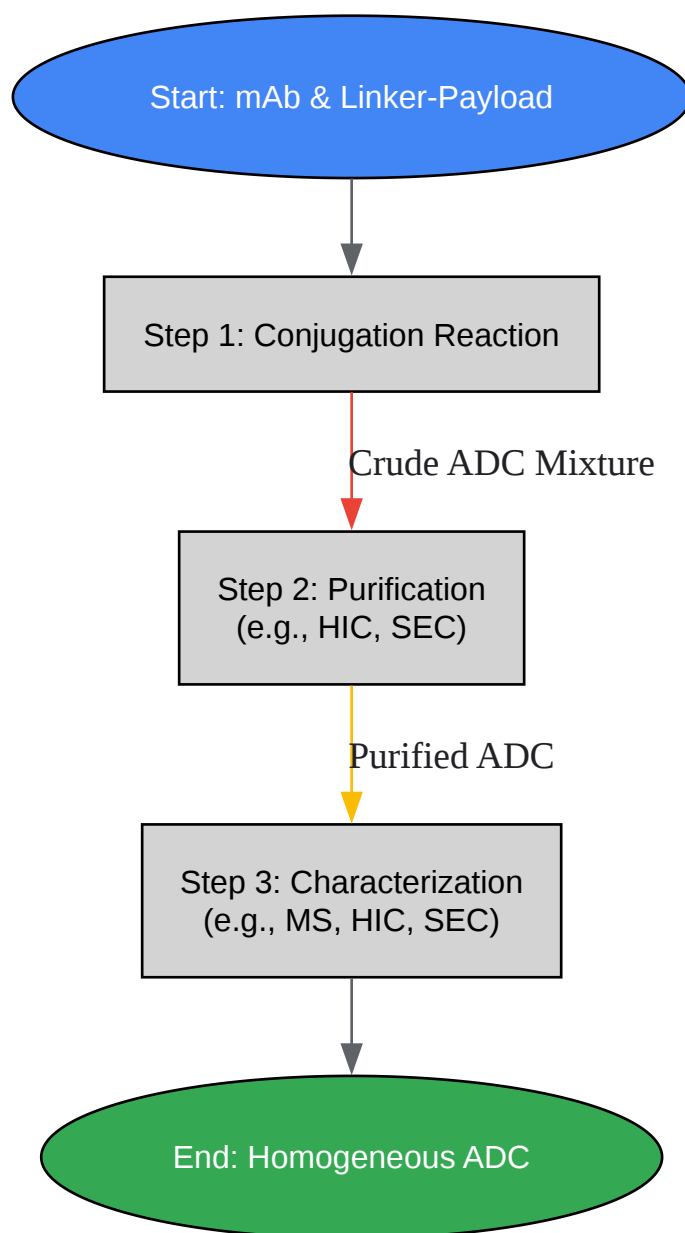 Start: mAb & Linker-Payload
Step 1: Conjugation Reaction
Crude ADC Mixture
Step 2: Purification
(e.g., HIC, SEC)
Purified ADC
Step 3: Characterization
(e.g., MS, HIC, SEC)
End: Homogeneous ADC